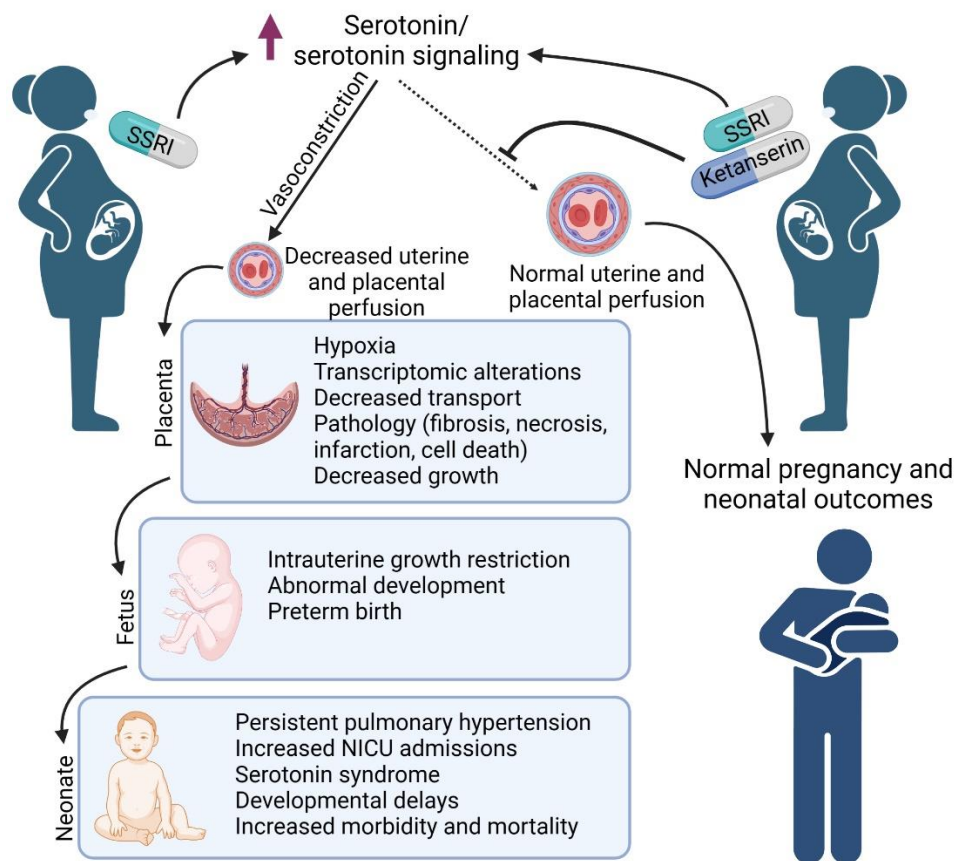 Serotonin/
serotonin signaling
SSRI
SSRI
Ketanserin
Vasoconstriction
Decreased uterine
and placental
perfusion
Normal uterine and
placental perfusion
Placenta
Hypoxia
Transcriptomic alterations
Decreased transport
Pathology (fibrosis, necrosis,
infarction, cell death)
Decreased growth
Normal pregnancy and
neonatal outcomes
Fetus
Intrauterine growth restriction
Abnormal development
Preterm birth
Neonate
Persistent pulmonary hypertension
Increased NICU admissions
Serotonin syndrome
Developmental delays
Increased morbidity and mortality